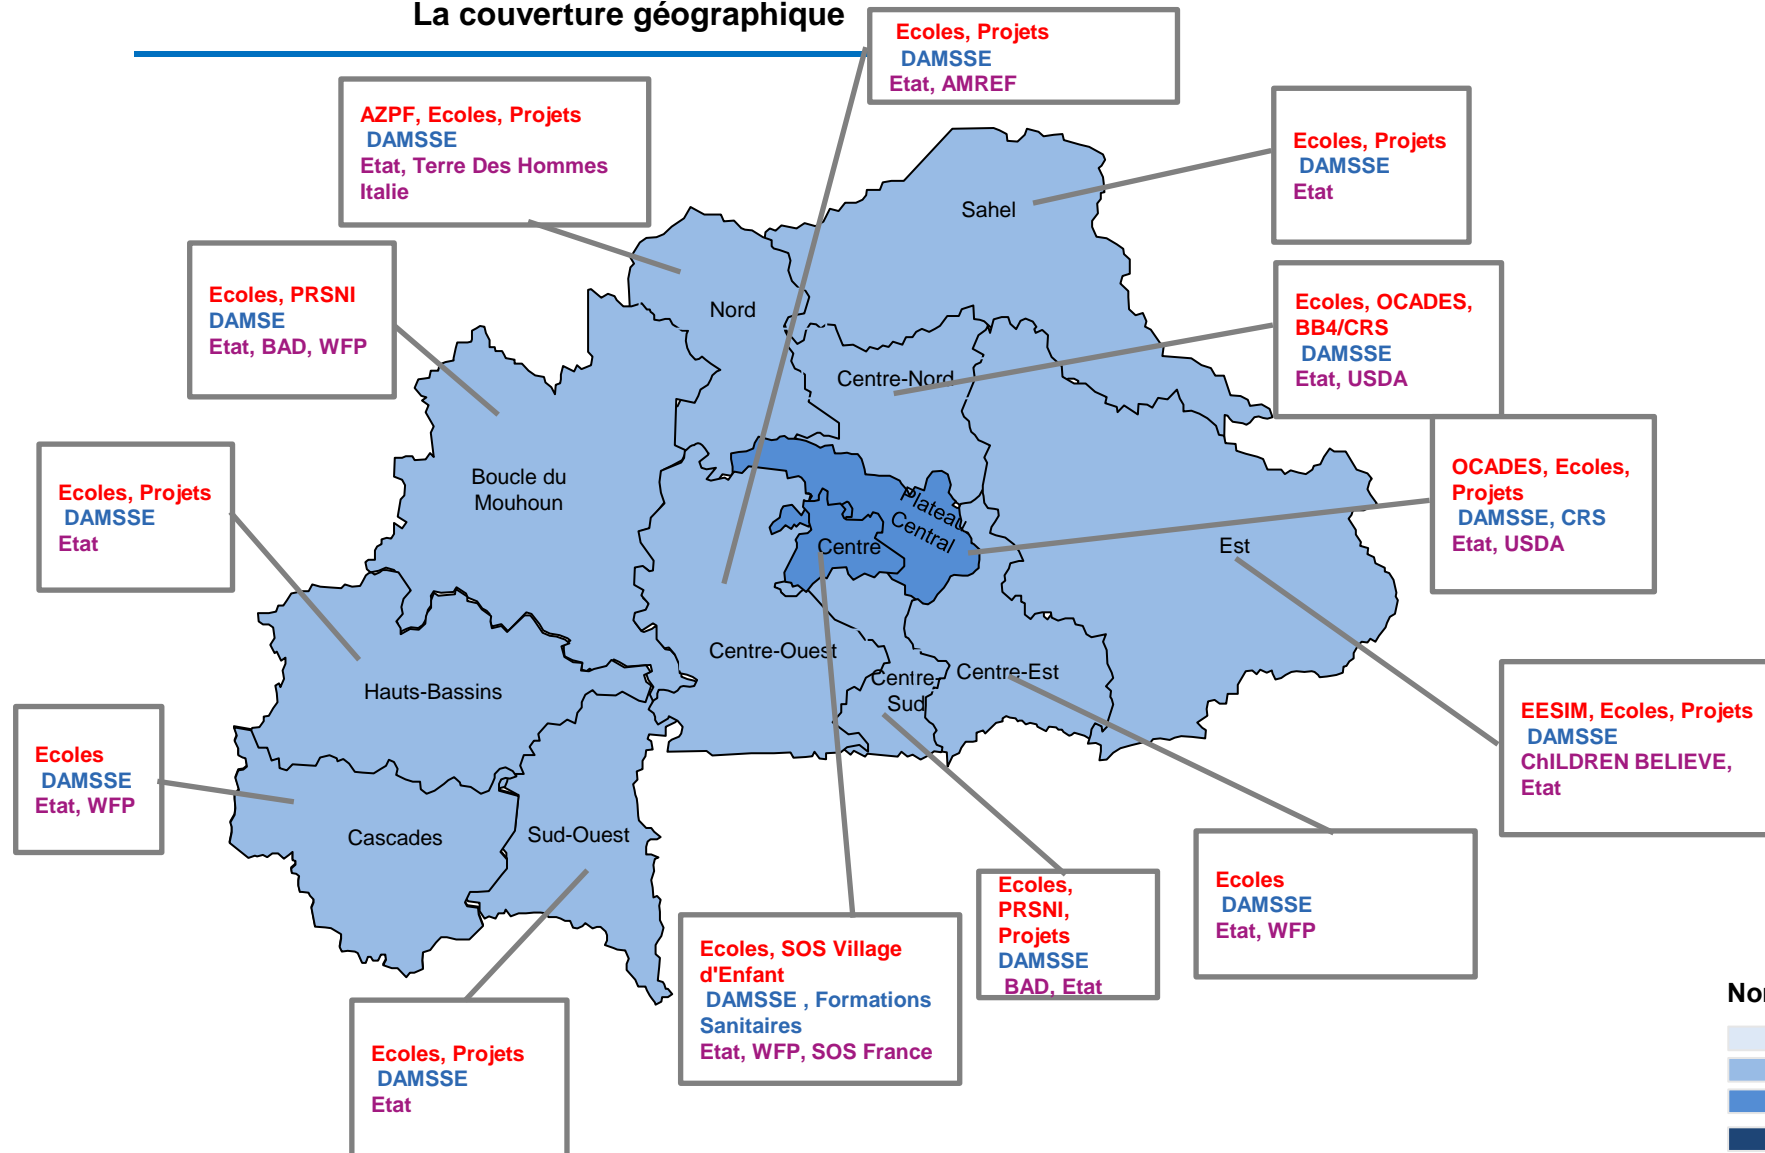 La couverture géographique
Ecoles, Projets
DAMSSE
Etat, AMREF
AZPF, Ecoles, Projets
DAMSSE
Etat, Terre Des Hommes
Italie
Ecoles, Projets
DAMSSE
Etat
Ecoles, PRSNI
DAMSE
Etat, BAD, WFP
Ecoles, OCADES,
BB4/CRS
DAMSSE
Etat, USDA
Ecoles, Projets
DAMSSE
Etat
OCADES, Ecoles,
Projets
DAMSSE, CRS
Etat, USDA
Sahel
Nord
Centre-Nord
Boucle du
Mouhoun
Plateau
Central
Centre
Est
Centre-Ouest
Centre-
Sud
Centre-Est
Hauts-Bassins
Cascades
Sud-Ouest
Ecoles
DAMSSE
Etat, WFP
EESIM, Ecoles, Projets
DAMSSE
ChILDREN BELIEVE,
Etat
Ecoles
DAMSSE
Etat, WFP
Ecoles,
PRSNI,
Projets
DAMSSE
BAD, Etat
Ecoles, SOS Village
d'Enfant
DAMSSE , Formations
Sanitaires
Etat, WFP, SOS France
Ecoles, Projets
DAMSSE
Etat